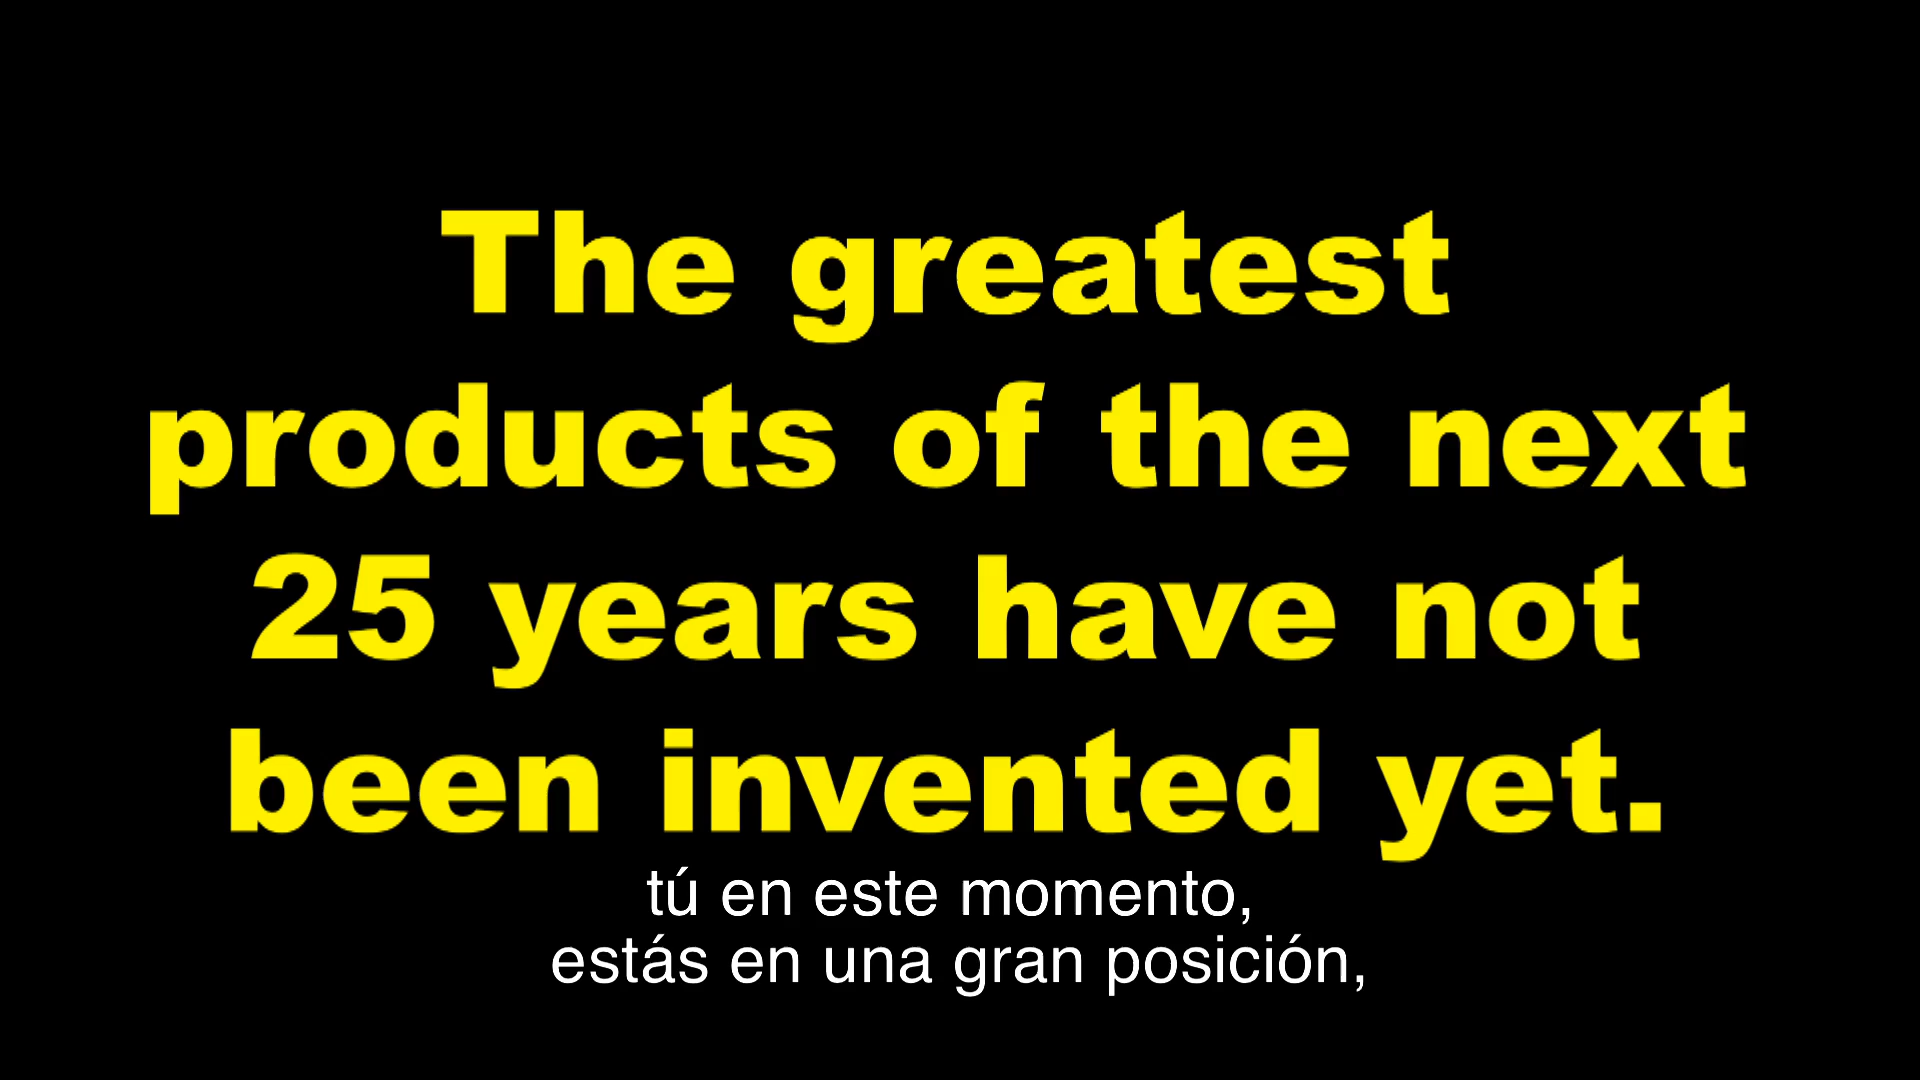 The greatest
products of the next
25 years have not
been invented yet.
tú en este momento,
estás en una gran posición,